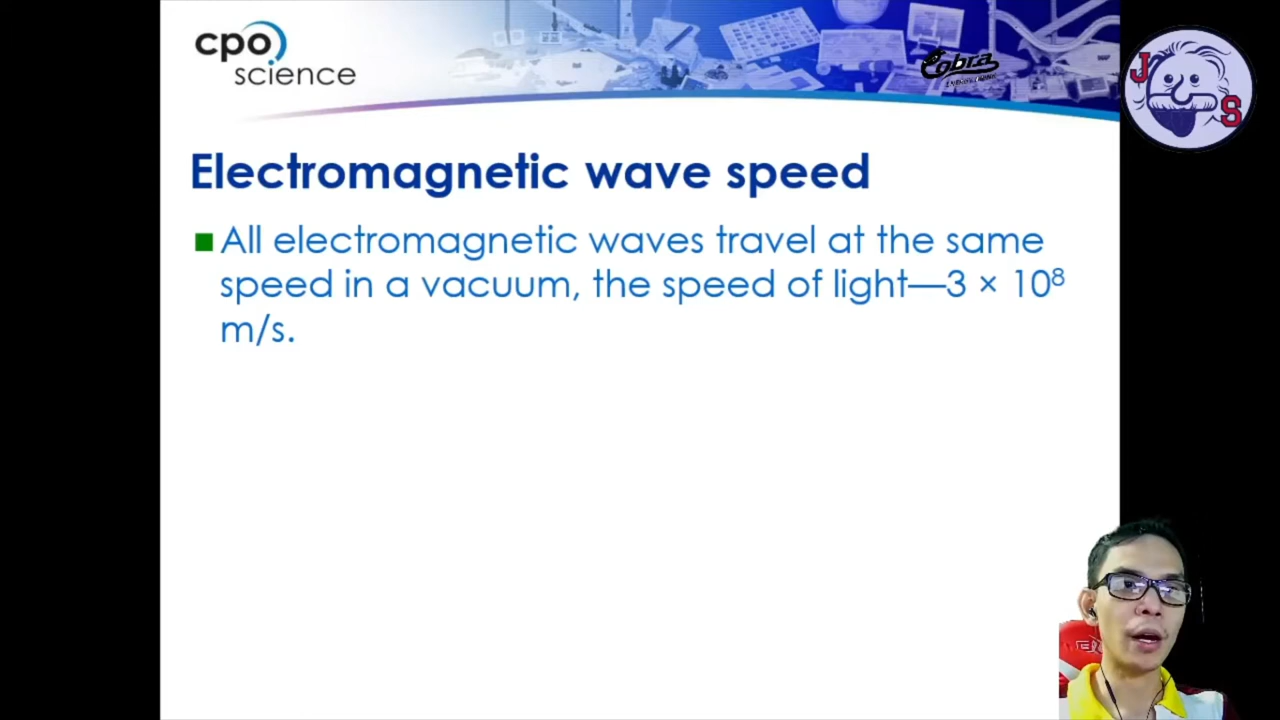 cpo
science
Cobra
J
S
Electromagnetic wave speed
All electromagnetic waves travel at the same
speed in a vacuum, the speed of light—3 × 10⁸
m/s.